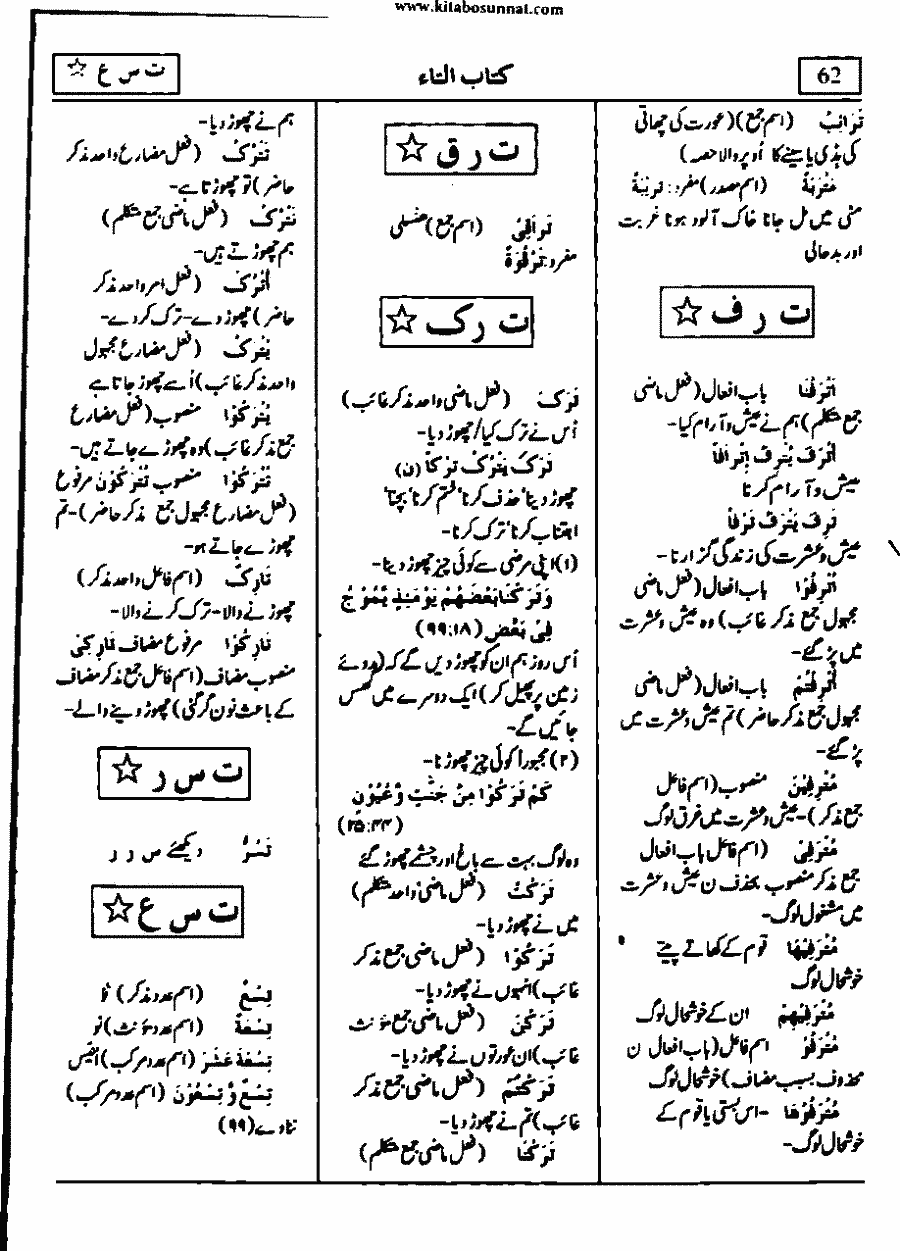 www.kitabosunnat.com
62
کتاب التاء
ت س ع ☆
تَرَائِبُ (اسم جمع) (عورت کی چھاتی
کی ہڈی یا سینے کا اُوپر والا حصہ)
مَتْرَبَةٌ (اسم مصدر) مفرد: تَرِيْبَةٌ
مٹی میں مل جانا خاک آلود ہونا غربت
اور بدحالی
ت ر ف ☆
اَتْرَفْنَا باب افعال (فعل ماضی
جمع متکلم) ہم نے عیش و آرام کیا-
اُتْرِفَ يُتْرِفُ اِتْرَافًا
عیش و آرام کرنا
تَرِفَ يَتْرَفُ تَرْفًا
عیش و عشرت کی زندگی گزارنا-
اُتْرِفُوْا باب افعال (فعل ماضی
مجہول جمع مذکر غائب) وہ عیش و عشرت
میں پڑ گئے-
اُتْرِفْتُمْ باب افعال (فعل ماضی
مجہول جمع مذکر حاضر) تم عیش و عشرت میں
پڑ گئے-
مُتْرَفِيْنَ منصوب (اسم فاعل
جمع مذکر)- عیش و عشرت میں غرق لوگ
مُتْرَفِیْ (اسم فاعل باب افعال
جمع مذکر منصوب بحذف ن عیش و عشرت
میں مشغول لوگ-
مُتْرَفِيْهَا قوم کے کھاتے پیتے
خوشحال لوگ
مُتْرَفِيْهِمْ ان کے خوشحال لوگ
مُتْرَفُوْ اسم فاعل (باب افعال ن
محذوف بسبب مضاف) خوشحال لوگ
مُتْرَفُوْهَا -اس بستی یا قوم کے
خوشحال لوگ-
ت ر ق ☆
تَرَاقِیَ (اسم جمع) ہنسلی
مفرد: تَرْقُوَةٌ
ت ر ک ☆
تَرَكَ (فعل ماضی واحد مذکر غائب)
اُس نے ترک کیا/چھوڑ دیا-
تَرَكَ يَتْرُكُ تَرْكًا (ن)
چھوڑ دینا' حذف کرنا' ختم کرنا' بچنا'
اجتناب کرنا' ترک کرنا-
(۱) اپنی مرضی سے کوئی چیز چھوڑ دینا-
وَتَرَكْنَا بَعْضَهُمْ يَوْمَئِذٍ يَّمُوْجُ
فِیْ بَعْضٍ (۹۹:۱۸)
اُس روز ہم ان کو چھوڑ دیں گے کہ (روئے
زمین پر پھیل کر) ایک دوسرے میں گھس
جائیں گے-
(۲) مجبوراً کوئی چیز چھوڑنا-
كَمْ تَرَكُوْا مِنْ جَنّٰتٍ وَّعُيُوْنٍ
(۲۵:۴۴)
وہ لوگ بہت سے باغ اور چشمے چھوڑ گئے
تَرَكْتُ (فعل ماضی واحد متکلم)
میں نے چھوڑ دیا-
تَرَكُوْا (فعل ماضی جمع مذکر
غائب) انہوں نے چھوڑ دیا-
تَرَكْنَ (فعل ماضی جمع مؤنث
غائب) ان عورتوں نے چھوڑ دیا-
تَرَكْتُمْ (فعل ماضی جمع مذکر
غائب) تم نے چھوڑ دیا-
تَرَكْنَا (فعل ماضی جمع متکلم)
ہم نے چھوڑ دیا-
تَتْرُكُ (فعل مضارع واحد مذکر
حاضر) تو چھوڑتا ہے-
نَتْرُكُ (فعل ماضی جمع متکلم)
ہم چھوڑتے ہیں-
اُتْرُكْ (فعل امر واحد مذکر
حاضر) چھوڑ دے- ترک کر دے-
يُتْرَكُ (فعل مضارع مجہول
واحد مذکر غائب) اُسے چھوڑ جاتا ہے
يُتْرَكُوْا منصوب (فعل مضارع
جمع مذکر غائب) وہ چھوڑے جاتے ہیں-
تُتْرَكُوْا منصوب تُتْرَكُوْنَ مرفوع
(فعل مضارع مجہول جمع مذکر حاضر)- تم
چھوڑے جاتے ہو-
تَارِكٌ (اسم فاعل واحد مذکر)
چھوڑنے والا- ترک کرنے والا-
تَارِكُوْا مرفوع مضاف تَارِكِیْ
منصوب مضاف (اسم فاعل جمع مذکر مضاف
کے باعث نون گر گئی) چھوڑ دینے والے-
ت س ر ☆
تَسُرُّ دیکھئے س ر ر
ت س ع ☆
تِسْعٌ (اسم عدد مذکر) نو
تِسْعَةٌ (اسم عدد مؤنث) نو
تِسْعَةَ عَشَرَ (اسم عدد مرکب) انیس
تِسْعٌ وَّتِسْعُوْنَ (اسم عدد مرکب)
ننانوے (۹۹)